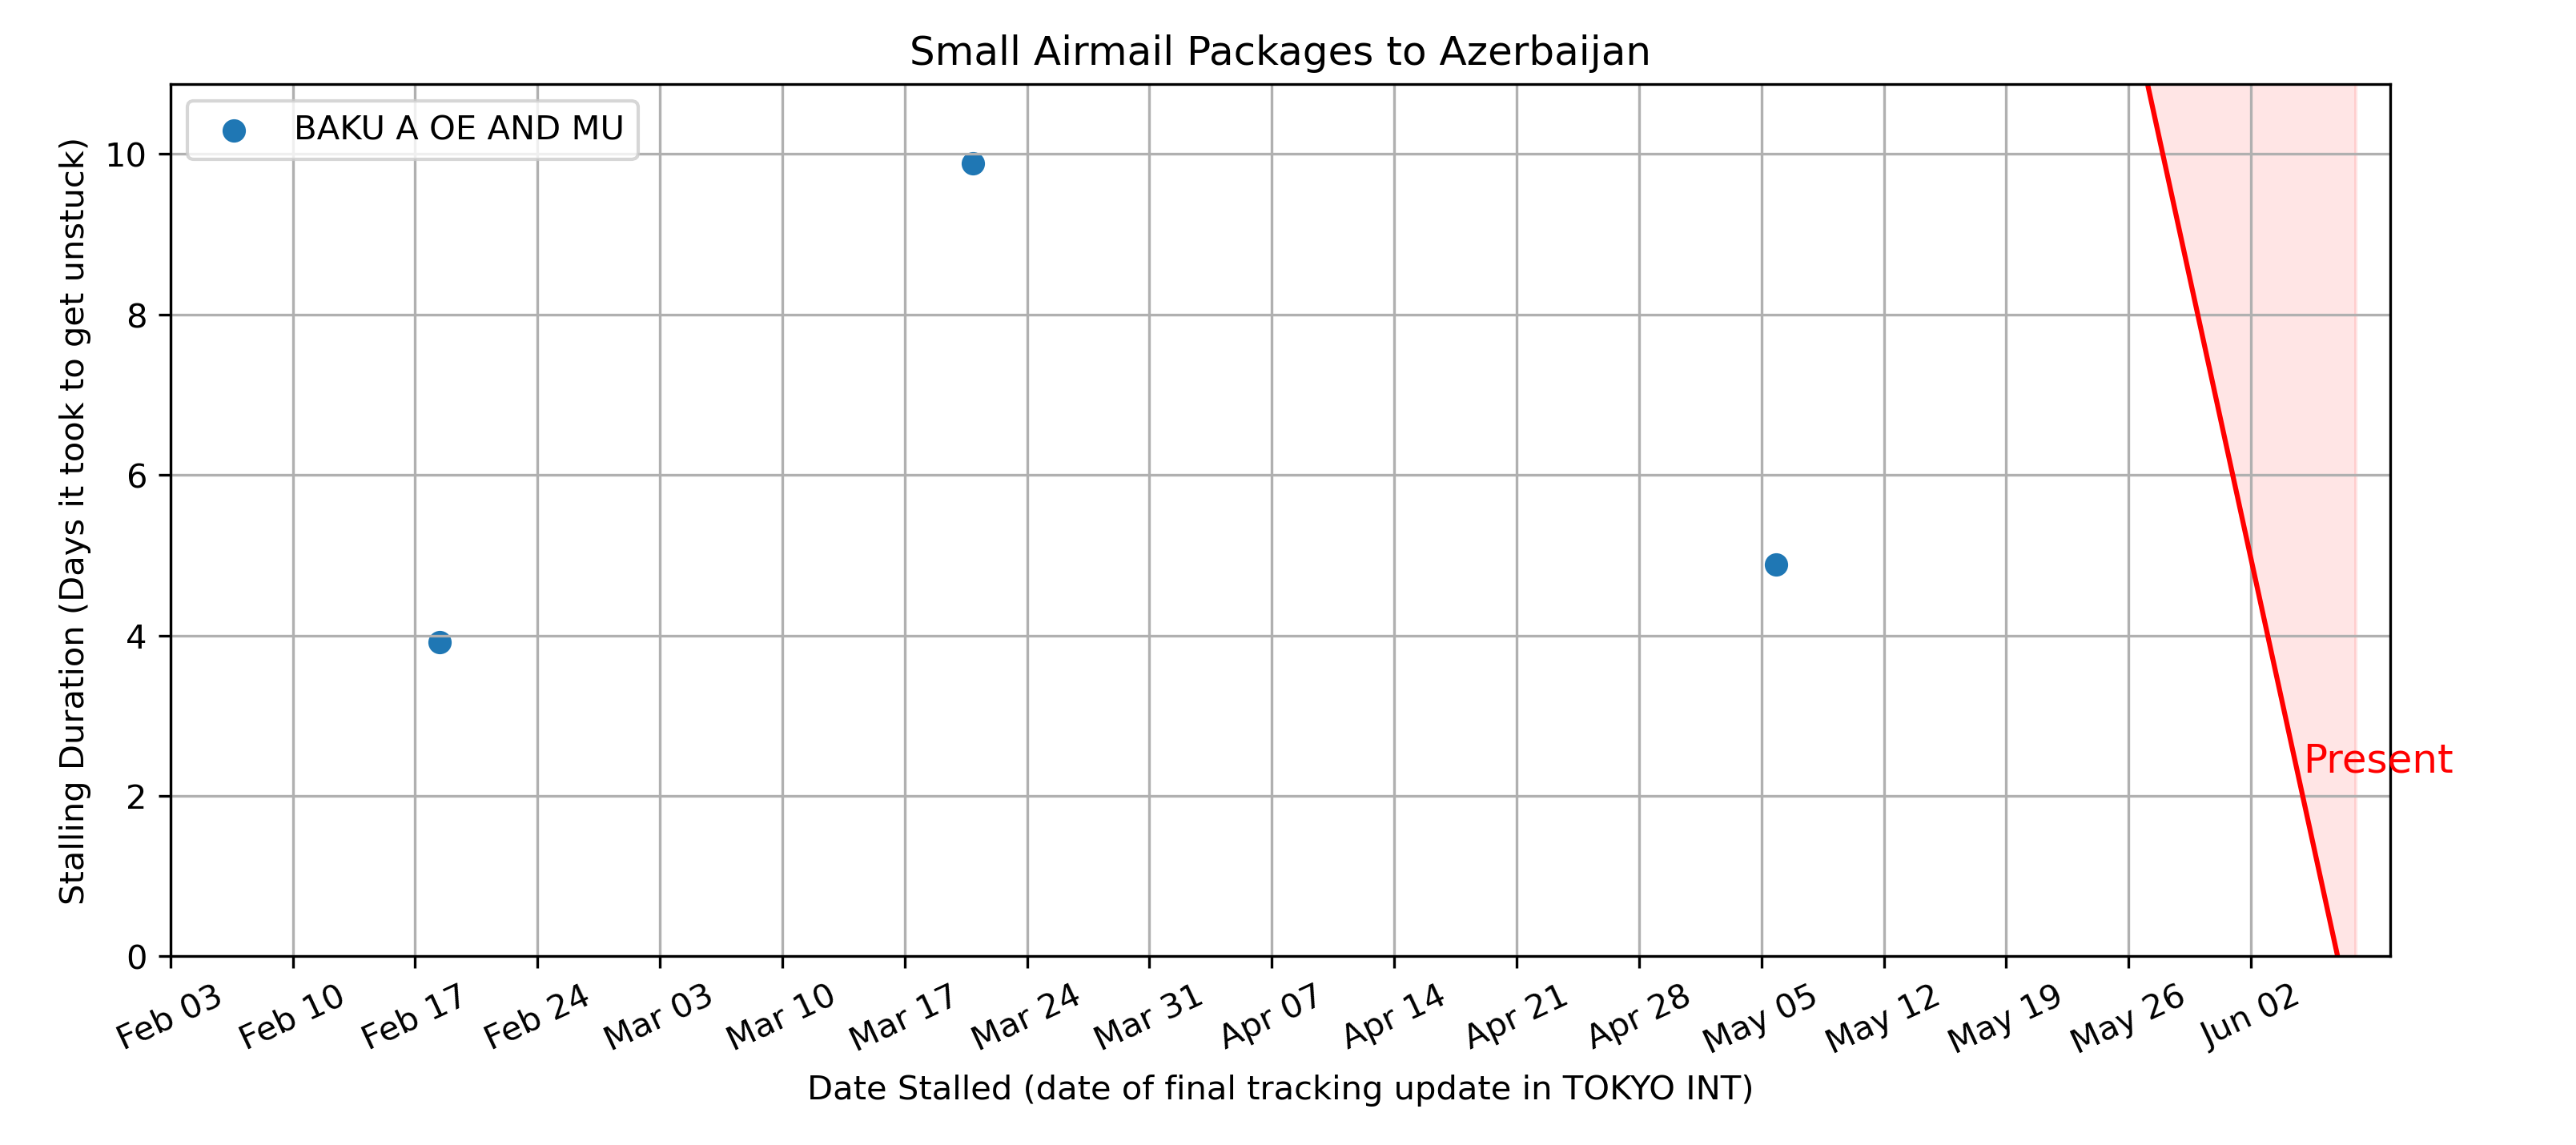 Small Airmail Packages to Azerbaijan
BAKU A OE AND MU
Stalling Duration (Days it took to get unstuck)
10
8
6
4
2
0
Present
Feb 03 Feb 10 Feb 17 Feb 24 Mar 03 Mar 10 Mar 17 Mar 24 Mar 31 Apr 07 Apr 14 Apr 21 Apr 28 May 05 May 12 May 19 May 26 Jun 02
Date Stalled (date of final tracking update in TOKYO INT)